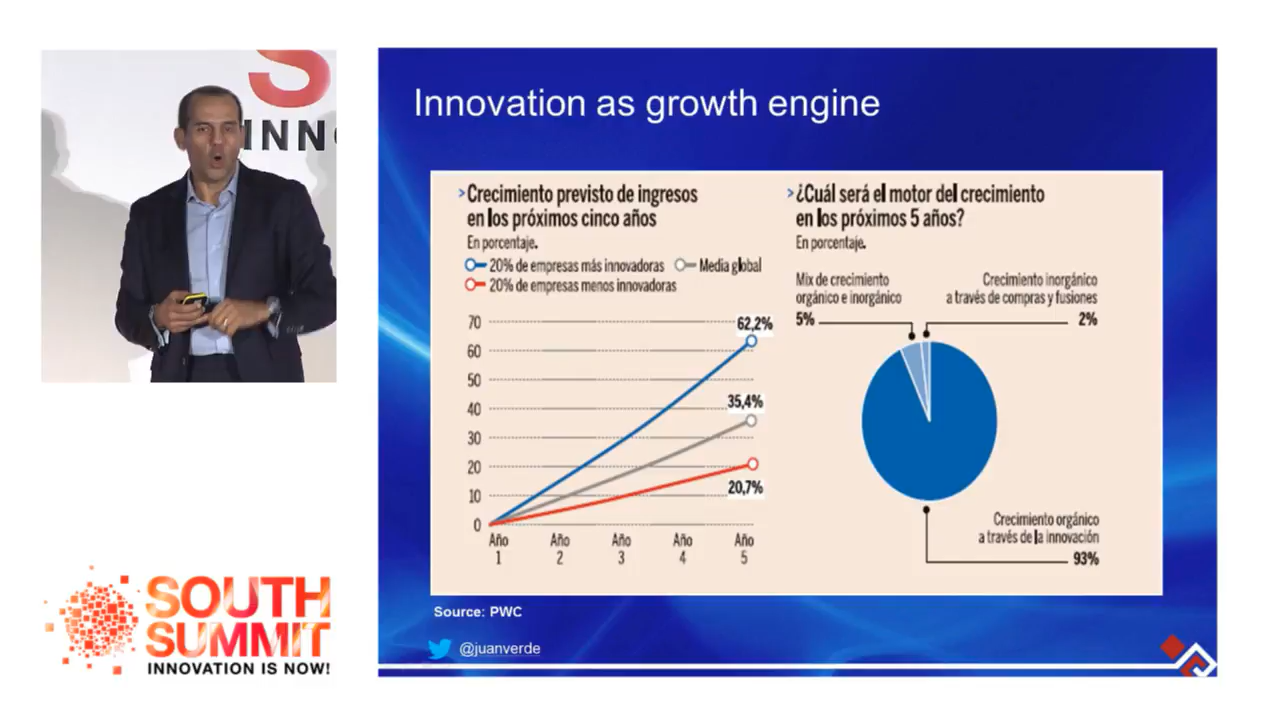 S
INNO
Innovation as growth engine
>Crecimiento previsto de ingresos
en los próximos cinco años
En porcentaje.
20% de empresas más innovadoras
Media global
20% de empresas menos innovadoras
70
60
50
40
30
20
10
0
62,2%
35,4%
20,7%
Año
1
Año
2
Año
3
Año
4
Año
5
>¿Cuál será el motor del crecimiento
en los próximos 5 años?
En porcentaje.
Mix de crecimiento
orgánico e inorgánico
5%
Crecimiento inorgánico
a través de compras y fusiones
2%
Crecimiento orgánico
a través de la innovación
93%
Source: PWC
@juanverde
SOUTH
SUMMIT
INNOVATION IS NOW!